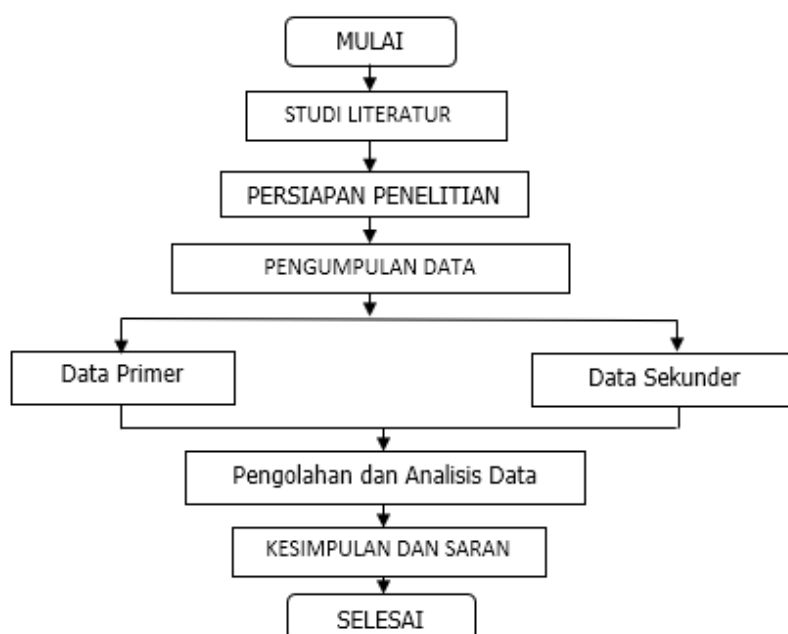 MULAI
STUDI LITERATUR
PERSIAPAN PENELITIAN
PENGUMPULAN DATA
Data Primer
Data Sekunder
Pengolahan dan Analisis Data
KESIMPULAN DAN SARAN
SELESAI